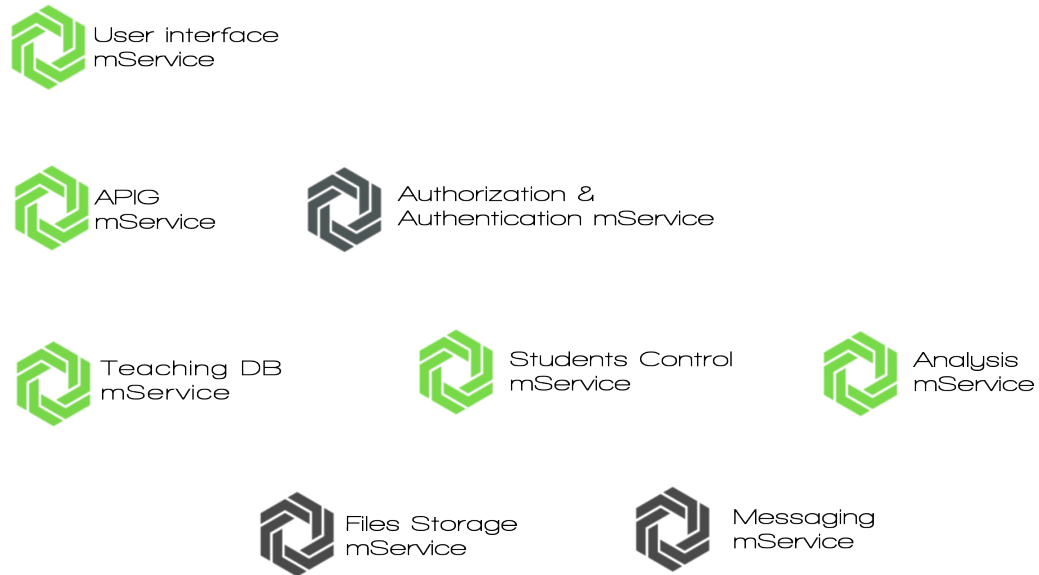 User interface
mService
APIG
mService
Authorization &
Authentication mService
Teaching DB
mService
Students Control
mService
Analysis
mService
Files Storage
mService
Messaging
mService